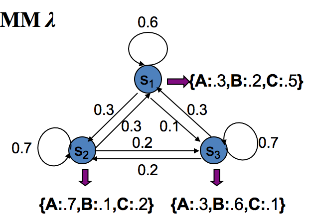 MM λ
0.6
S1 {A:.3,B:.2,C:.5}
0.3 0.3
0.3 0.1
0.7 S2 0.2 S3 0.7
0.2
{A:.7,B:.1,C:.2} {A:.3,B:.6,C:.1}